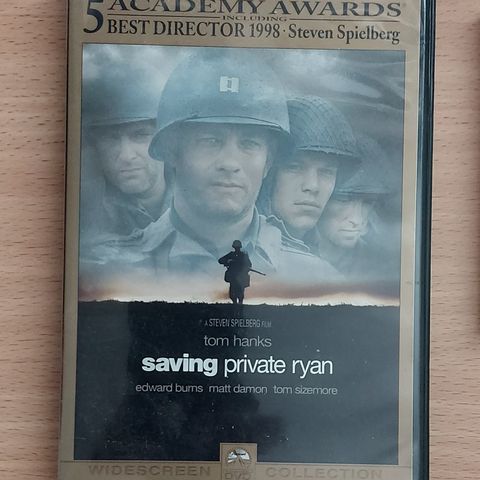 5 ACADEMY AWARDS
INCLUDING
BEST DIRECTOR 1998 · Steven Spielberg
A STEVEN SPIELBERG FILM
tom hanks
saving private ryan
edward burns matt damon tom sizemore
WIDESCREEN DVD COLLECTION